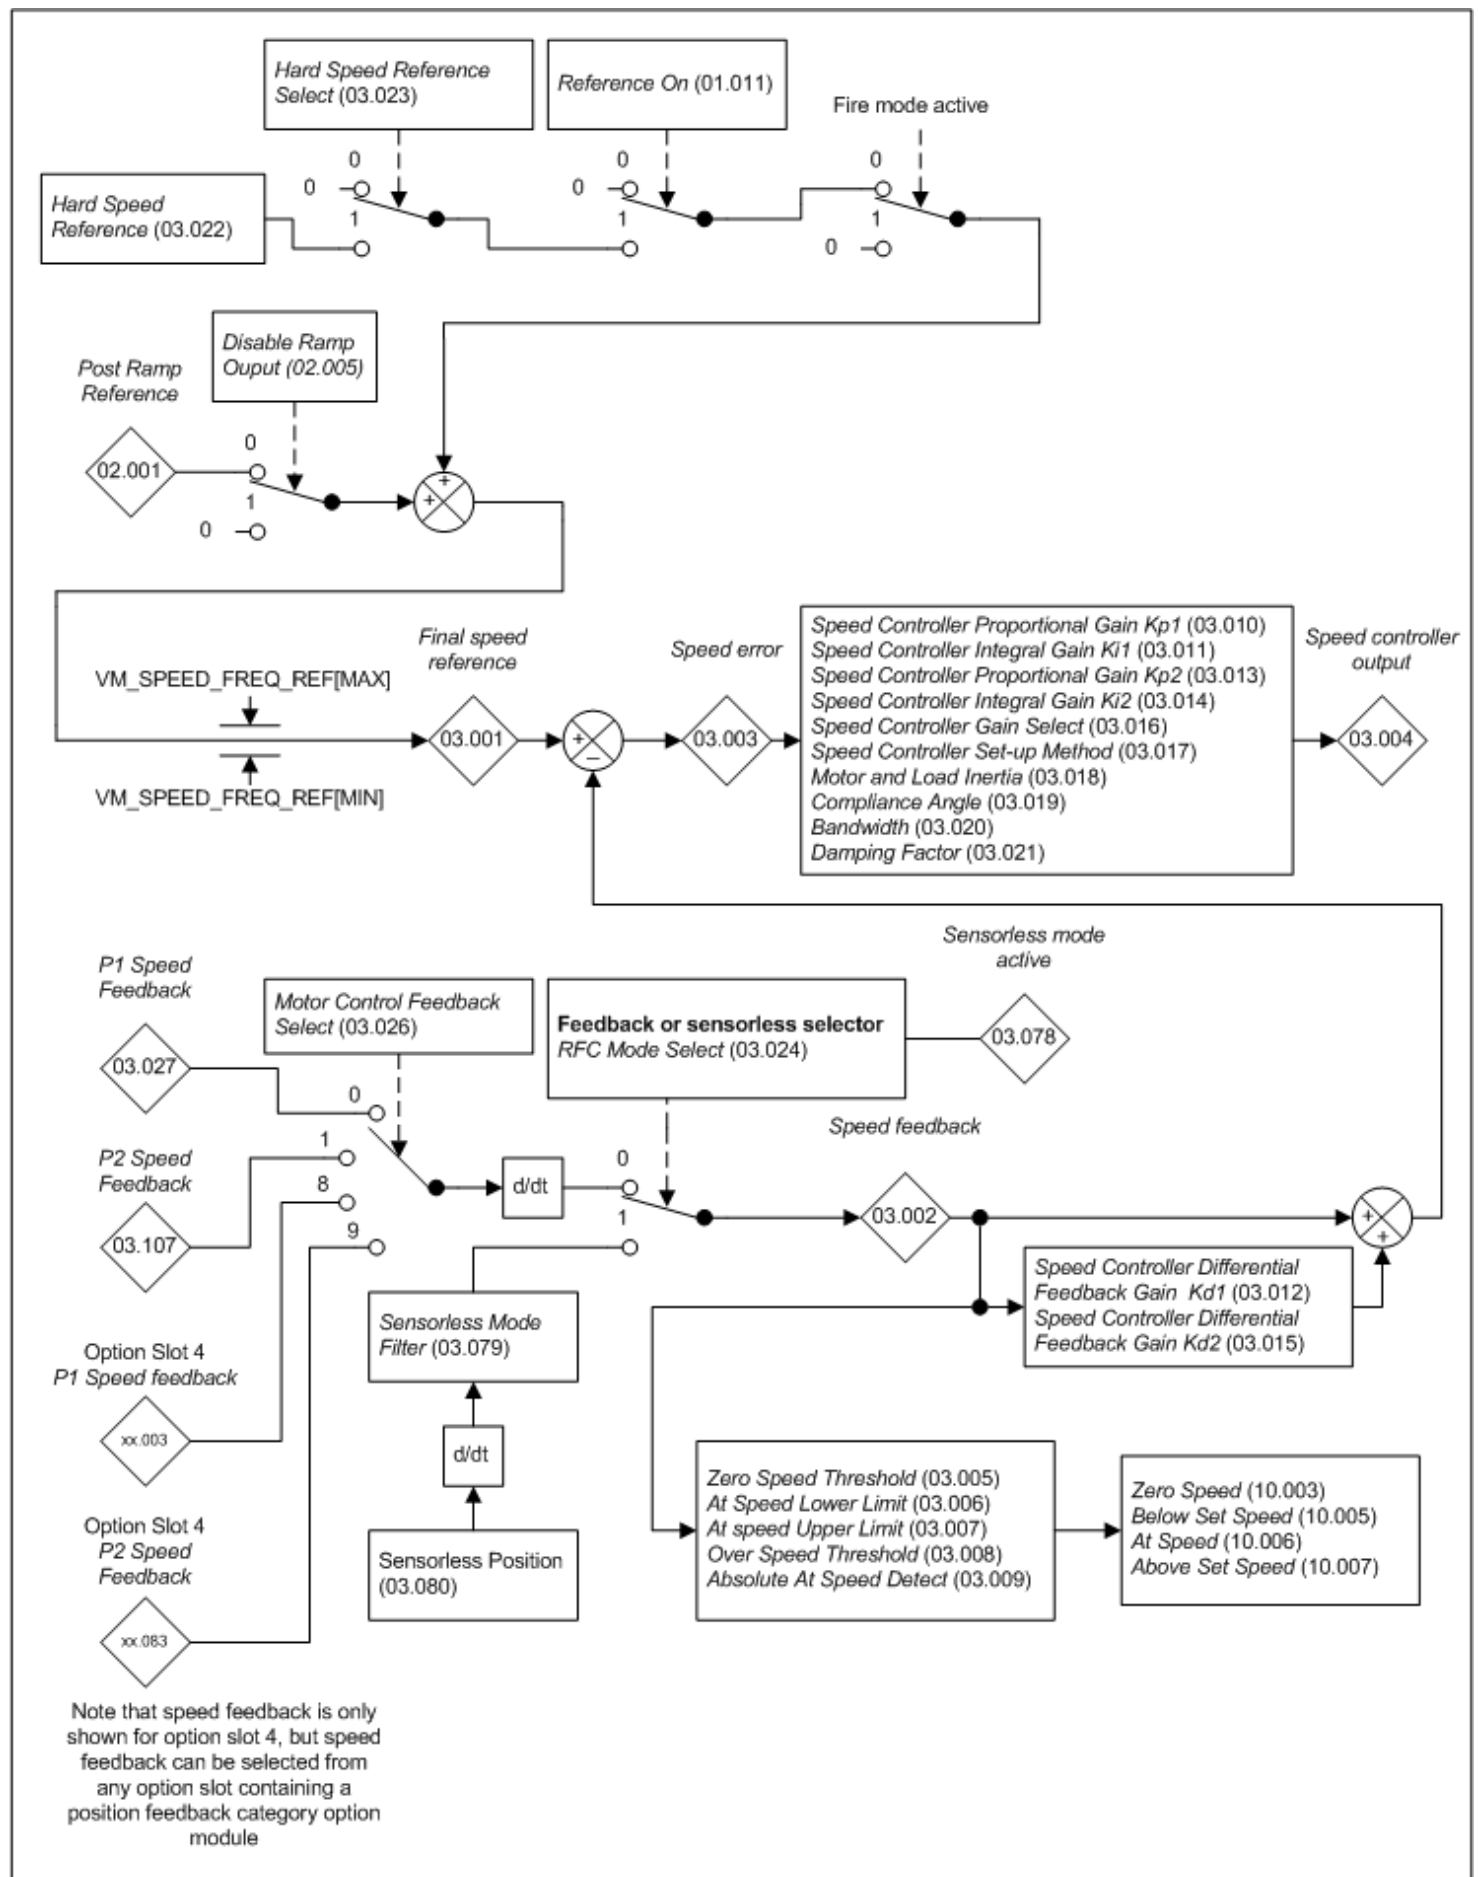 Hard Speed Reference
Select (03.023)
Reference On (01.011)
Fire mode active
0
0
0
0
0
1
1
1
0
Hard Speed
Reference (03.022)
Disable Ramp
Ouput (02.005)
Post Ramp
Reference
02.001
0
1
0
+
+
Final speed
reference
Speed error
Speed controller
output
VM_SPEED_FREQ_REF[MAX]
VM_SPEED_FREQ_REF[MIN]
03.001
+
–
03.003
Speed Controller Proportional Gain Kp1 (03.010)
Speed Controller Integral Gain Ki1 (03.011)
Speed Controller Proportional Gain Kp2 (03.013)
Speed Controller Integral Gain Ki2 (03.014)
Speed Controller Gain Select (03.016)
Speed Controller Set-up Method (03.017)
Motor and Load Inertia (03.018)
Compliance Angle (03.019)
Bandwidth (03.020)
Damping Factor (03.021)
03.004
Sensorless mode
active
03.078
P1 Speed
Feedback
03.027
Motor Control Feedback
Select (03.026)
Feedback or sensorless selector
RFC Mode Select (03.024)
P2 Speed
Feedback
03.107
0
1
8
9
d/dt
0
1
Speed feedback
03.002
+
+
Speed Controller Differential
Feedback Gain Kd1 (03.012)
Speed Controller Differential
Feedback Gain Kd2 (03.015)
Sensorless Mode
Filter (03.079)
d/dt
Sensorless Position
(03.080)
Option Slot 4
P1 Speed feedback
xx.003
Option Slot 4
P2 Speed
Feedback
xx.083
Zero Speed Threshold (03.005)
At Speed Lower Limit (03.006)
At speed Upper Limit (03.007)
Over Speed Threshold (03.008)
Absolute At Speed Detect (03.009)
Zero Speed (10.003)
Below Set Speed (10.005)
At Speed (10.006)
Above Set Speed (10.007)
Note that speed feedback is only
shown for option slot 4, but speed
feedback can be selected from
any option slot containing a
position feedback category option
module